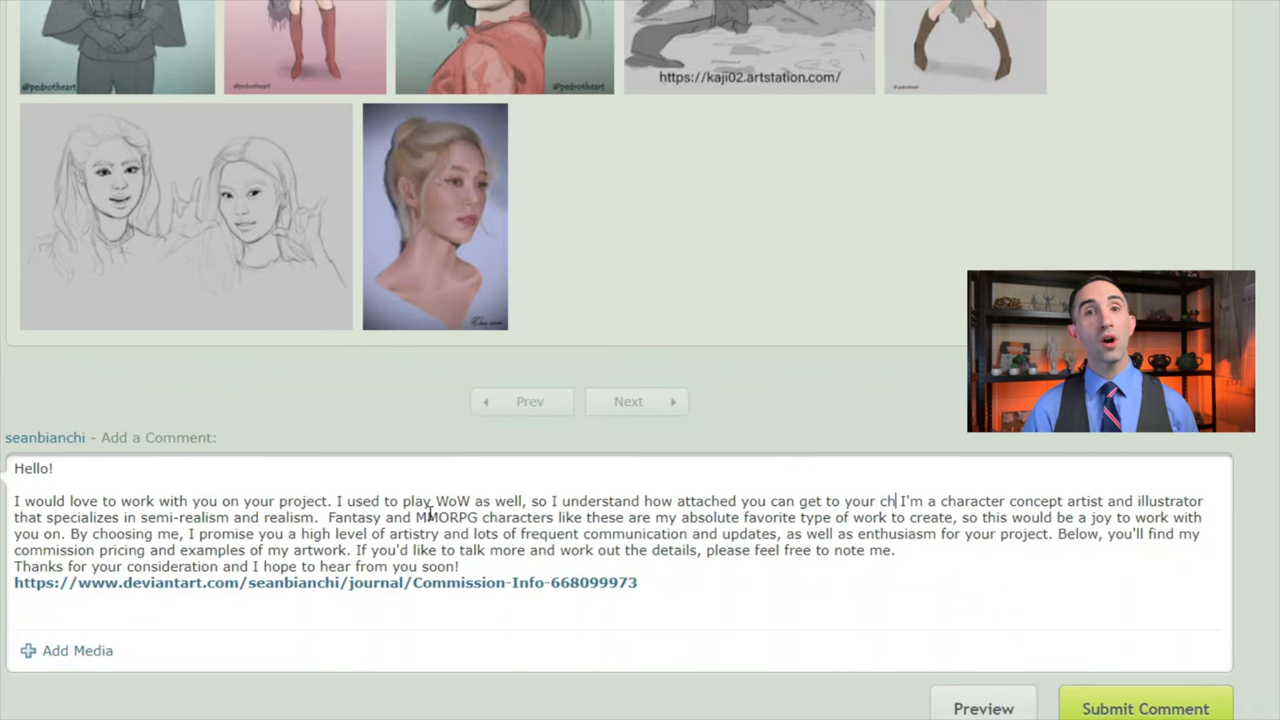 @pedrotheart
@pedrotheart
@pedrotheart
https://kaji02.artstation.com/
@pedrotheart
Prev
Next
seanbianchi - Add a Comment:
Hello!
I would love to work with you on your project. I used to play WoW as well, so I understand how attached you can get to your ch I'm a character concept artist and illustrator
that specializes in semi-realism and realism.  Fantasy and MMORPG characters like these are my absolute favorite type of work to create, so this would be a joy to work with
you on. By choosing me, I promise you a high level of artistry and lots of frequent communication and updates, as well as enthusiasm for your project. Below, you'll find my
commission pricing and examples of my artwork. If you'd like to talk more and work out the details, please feel free to note me.
Thanks for your consideration and I hope to hear from you soon!
https://www.deviantart.com/seanbianchi/journal/Commission-Info-668099973
Add Media
Preview
Submit Comment